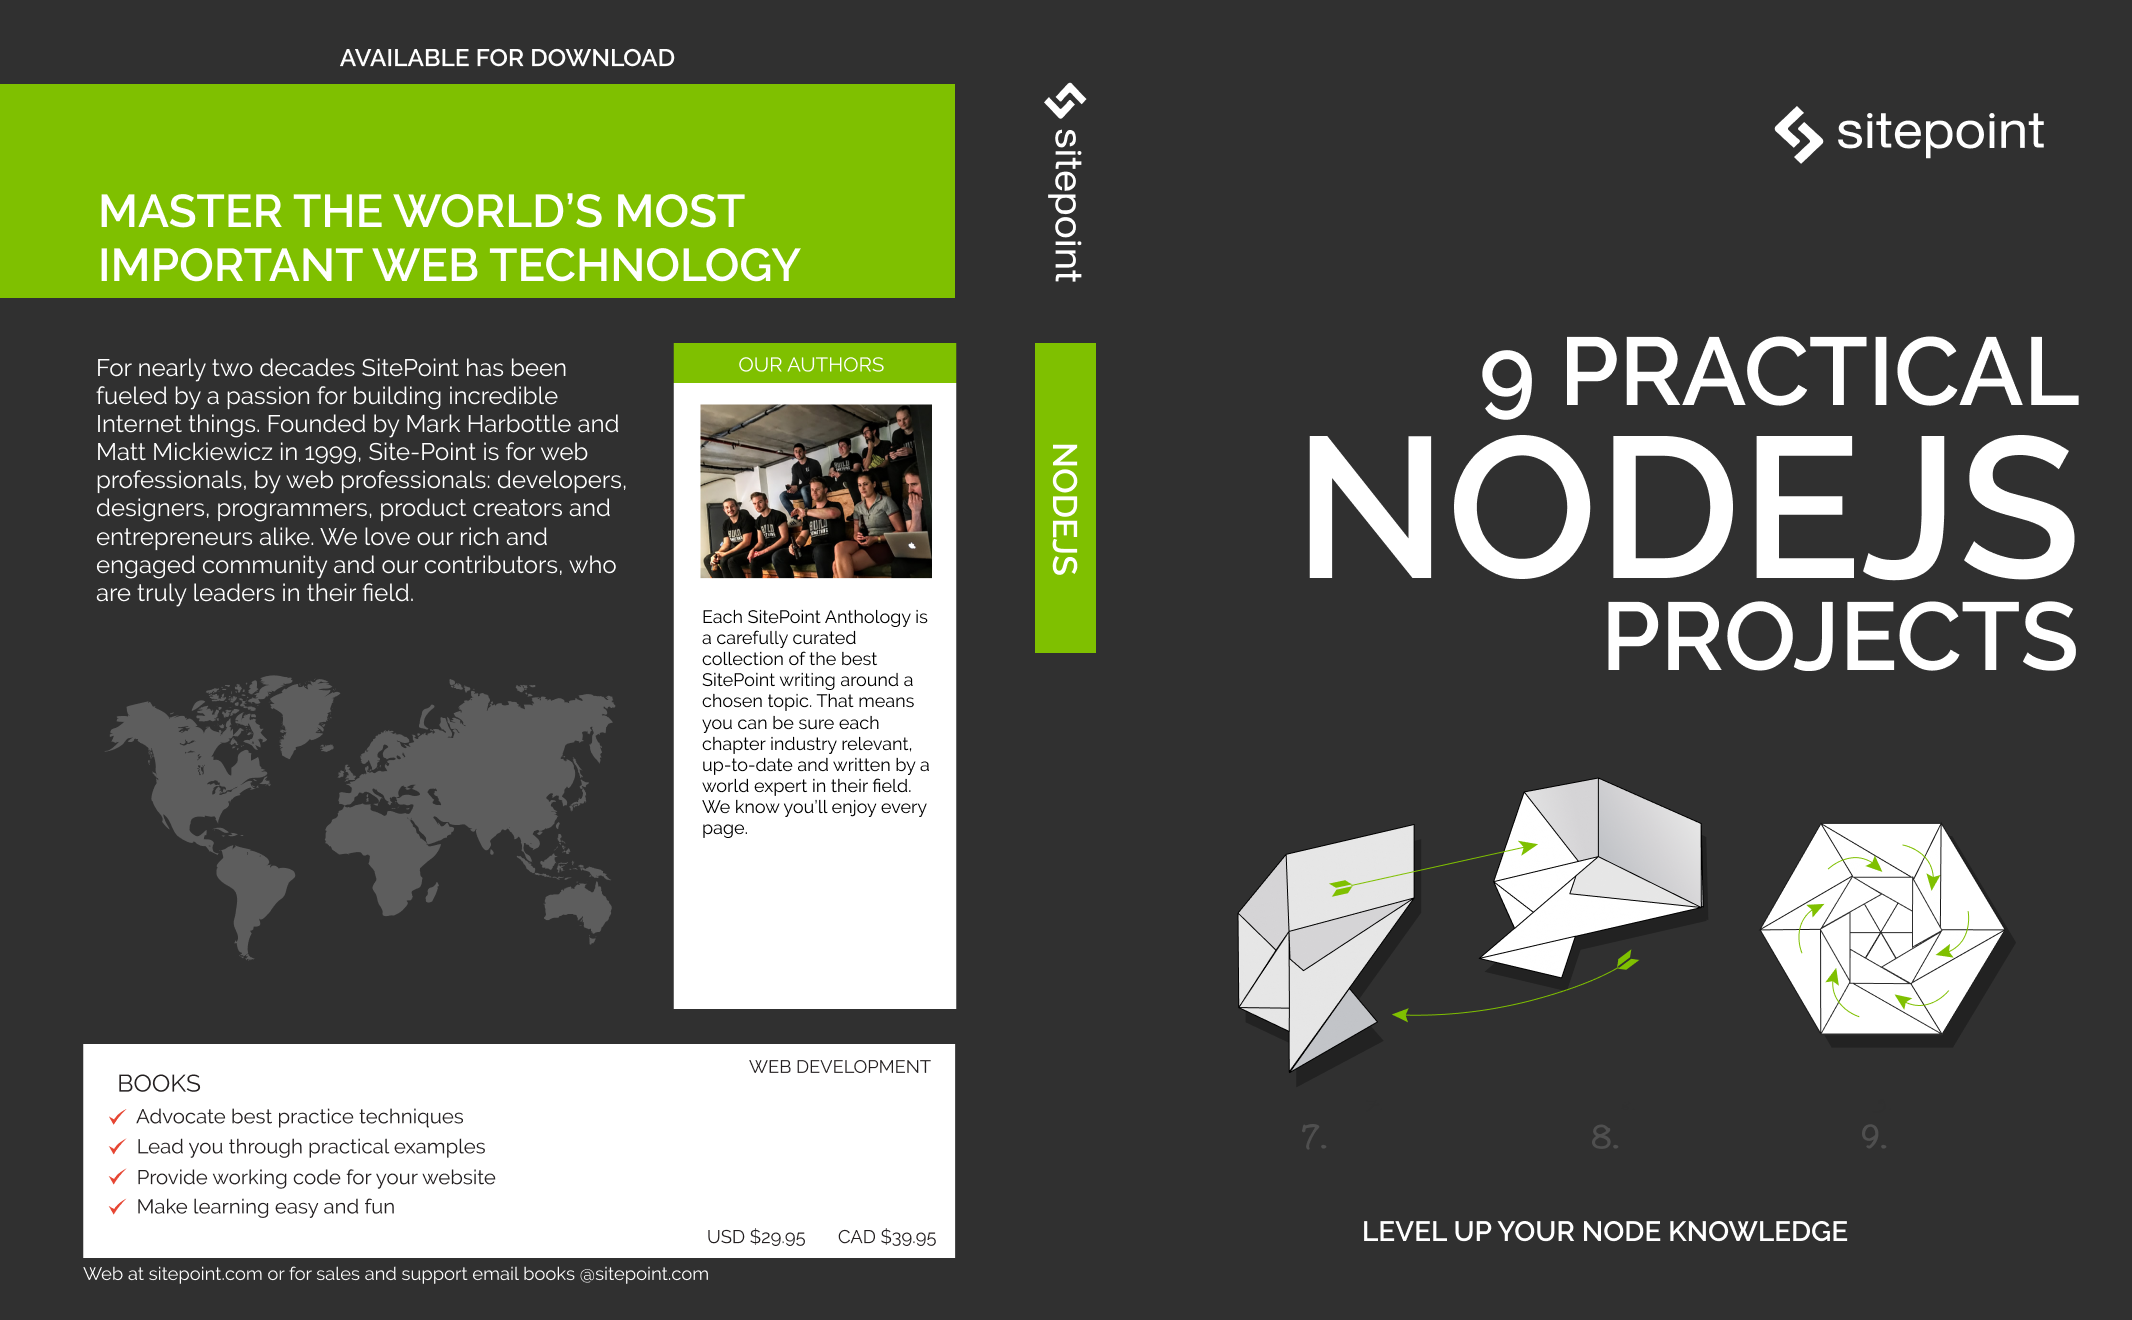 AVAILABLE FOR DOWNLOAD
MASTER THE WORLD'S MOST
IMPORTANT WEB TECHNOLOGY
For nearly two decades SitePoint has been
fueled by a passion for building incredible
Internet things. Founded by Mark Harbottle and
Matt Mickiewicz in 1999, Site-Point is for web
professionals, by web professionals: developers,
designers, programmers, product creators and
entrepreneurs alike. We love our rich and
engaged community and our contributors, who
are truly leaders in their field.
OUR AUTHORS
Each SitePoint Anthology is
a carefully curated
collection of the best
SitePoint writing around a
chosen topic. That means
you can be sure each
chapter industry relevant,
up-to-date and written by a
world expert in their field.
We know you'll enjoy every
page.
BOOKS
WEB DEVELOPMENT
Advocate best practice techniques
Lead you through practical examples
Provide working code for your website
Make learning easy and fun
USD $29.95 CAD $39.95
Web at sitepoint.com or for sales and support email books @sitepoint.com
sitepoint
NODEJS
sitepoint
9 PRACTICAL
NODEJS
PROJECTS
7. 8. 9.
LEVEL UP YOUR NODE KNOWLEDGE